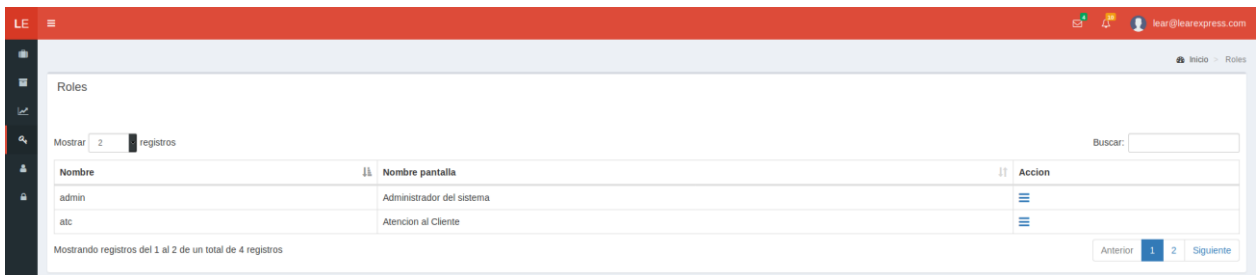 LE
4
10
lear@learexpress.com
Inicio > Roles
Roles
Mostrar 2 registros
Buscar:
Nombre Nombre pantalla Accion
admin Administrador del sistema
atc Atencion al Cliente
Mostrando registros del 1 al 2 de un total de 4 registros
Anterior 1 2 Siguiente